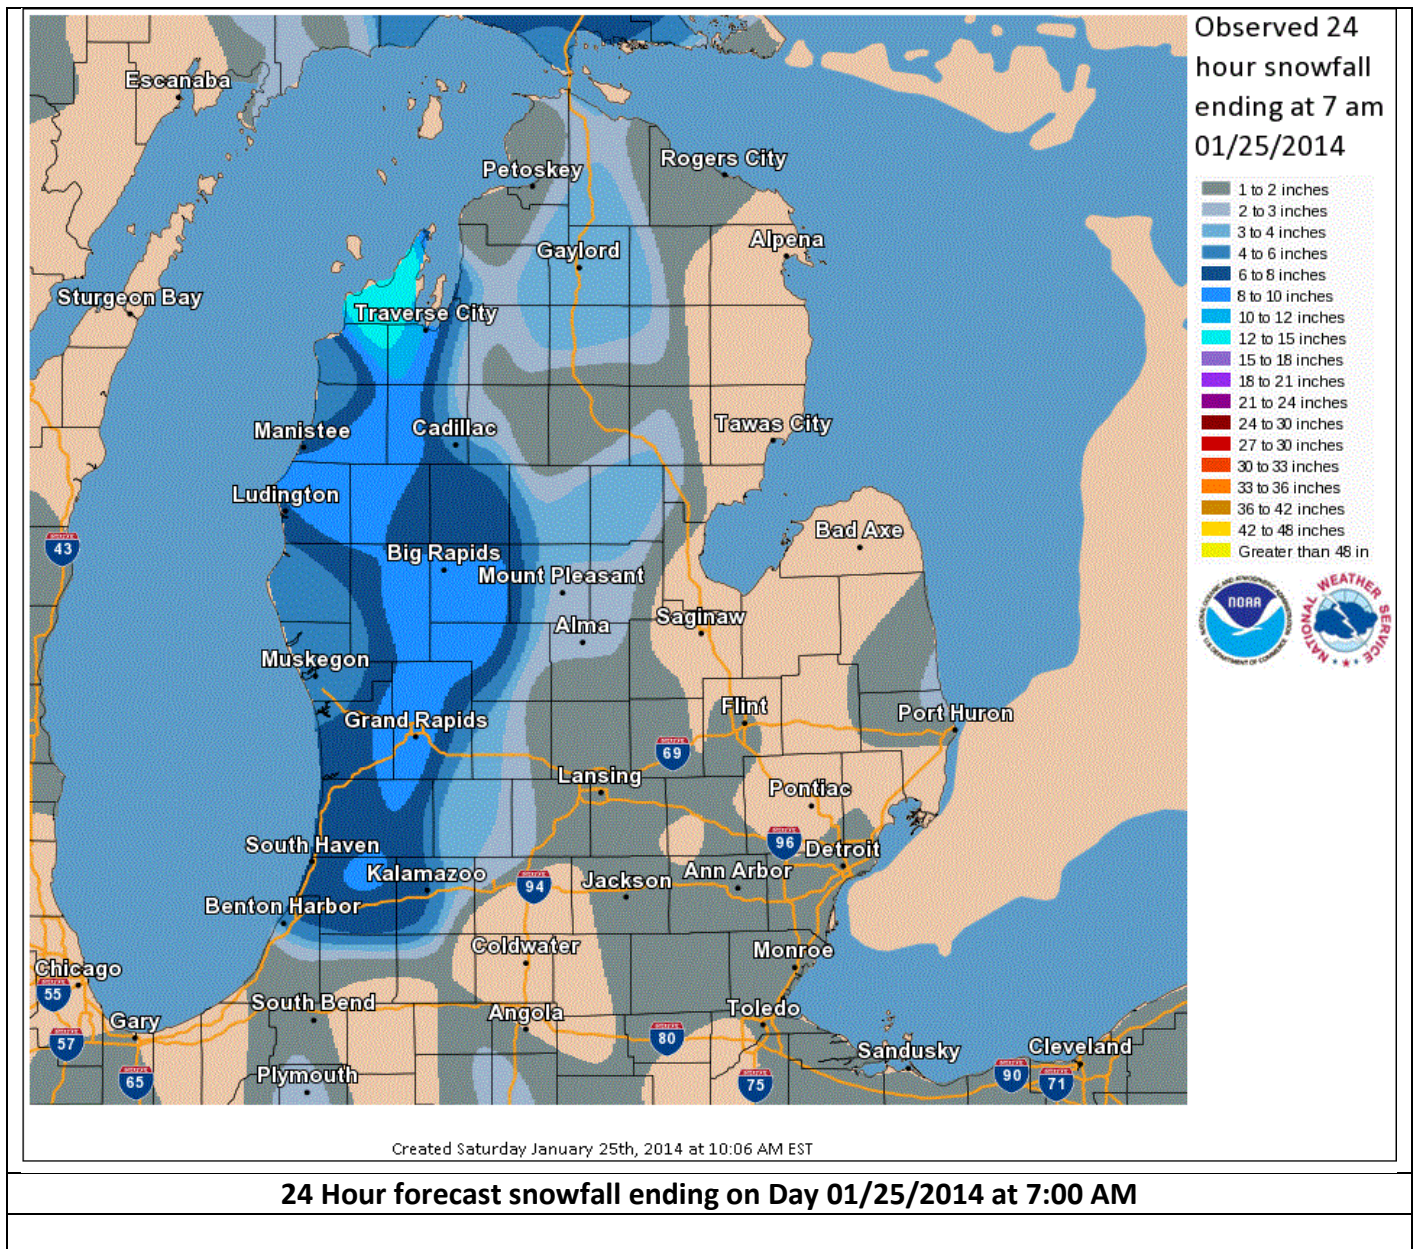 Observed 24
hour snowfall
ending at 7 am
01/25/2014
1 to 2 inches
2 to 3 inches
3 to 4 inches
4 to 6 inches
6 to 8 inches
8 to 10 inches
10 to 12 inches
12 to 15 inches
15 to 18 inches
18 to 21 inches
21 to 24 inches
24 to 30 inches
27 to 30 inches
30 to 33 inches
33 to 36 inches
36 to 42 inches
42 to 48 inches
Greater than 48 in
NOAA
NATIONAL WEATHER SERVICE
Escanaba
Petoskey
Rogers City
Gaylord
Alpena
Sturgeon Bay
Traverse City
Manistee
Cadillac
Tawas City
Ludington
Bad Axe
43
Big Rapids
Mount Pleasant
Saginaw
Alma
Muskegon
Grand Rapids
Flint
Port Huron
69
Lansing
Pontiac
96
South Haven
Detroit
Kalamazoo
Ann Arbor
94
Jackson
Benton Harbor
Coldwater
Monroe
Chicago
55
South Bend
Angola
Toledo
Gary
57
80
Sandusky
Cleveland
65
Plymouth
75
90
71
Created Saturday January 25th, 2014 at 10:06 AM EST
24 Hour forecast snowfall ending on Day 01/25/2014 at 7:00 AM